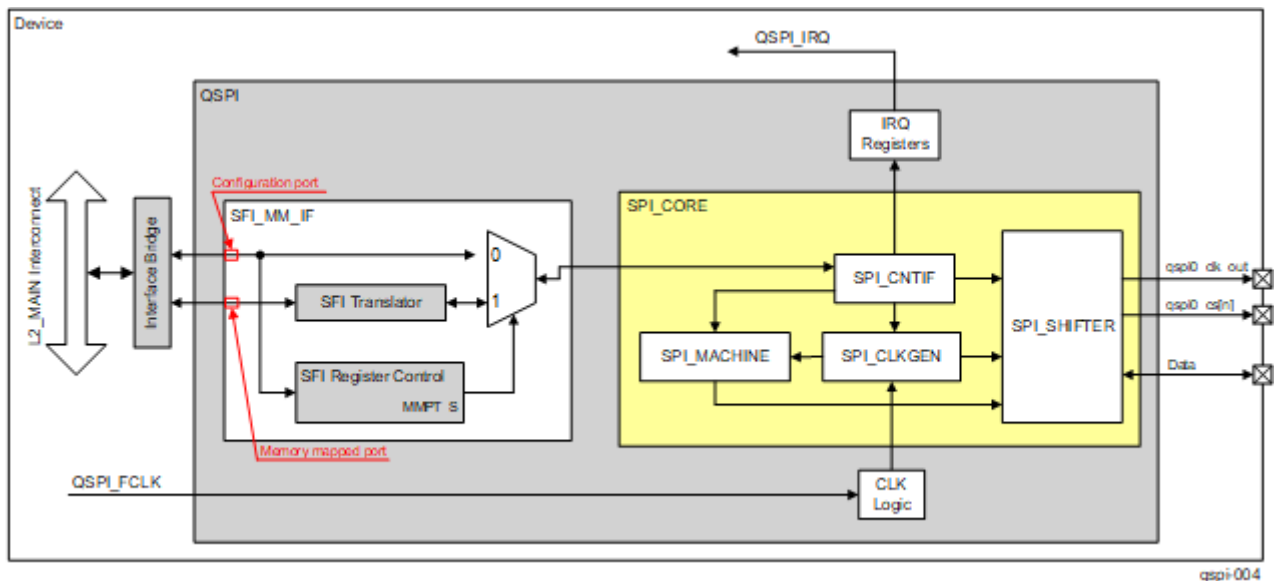 Device
QSPI_IRQ
QSPI
IRQ
Registers
Configuration port
SFI_MM_IF
SPI_CORE
L2_MAIN Interconnect
Interface Bridge
0
1
SFI Translator
SPI_CNTIF
qspi0_clk_out
qspi0_cs[n]
SPI_SHIFTER
SPI_MACHINE
SPI_CLKGEN
Data
SFI Register Control
MMPT_S
Memory mapped port
QSPI_FCLK
CLK
Logic
qspi-004